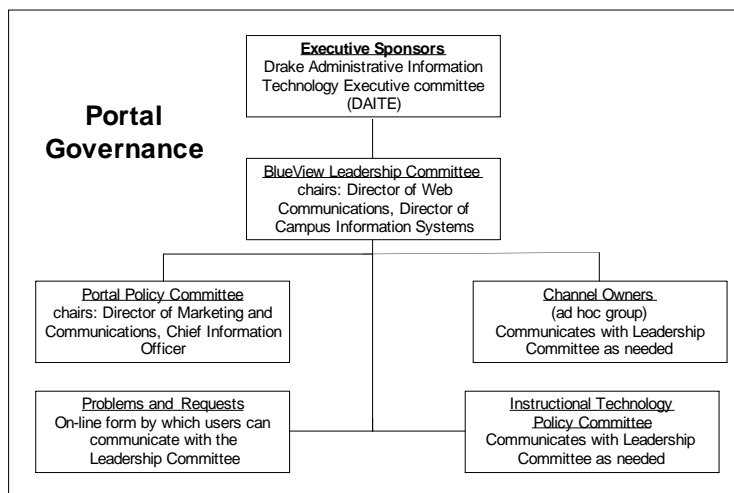 Portal
Governance
Executive Sponsors
Drake Administrative Information
Technology Executive committee
(DAITE)
BlueView Leadership Committee
chairs: Director of Web
Communications, Director of
Campus Information Systems
Portal Policy Committee
chairs: Director of Marketing and
Communications, Chief Information
Officer
Channel Owners
(ad hoc group)
Communicates with Leadership
Committee as needed
Problems and Requests
On-line form by which users can
communicate with the
Leadership Committee
Instructional Technology
Policy Committee
Communicates with Leadership
Committee as needed